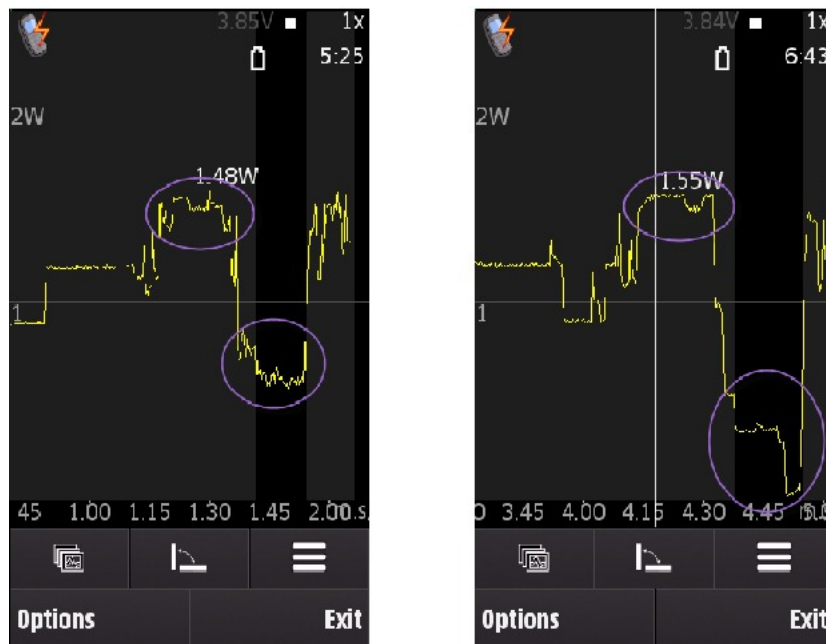 3.85V 1x
5:25
2W
1.48W
1
45 1.00 1.15 1.30 1.45 2.00
Options Exit
3.84V 1x
6:43
2W
1.55W
1
0 3.45 4.00 4.15 4.30 4.45
Options Exit